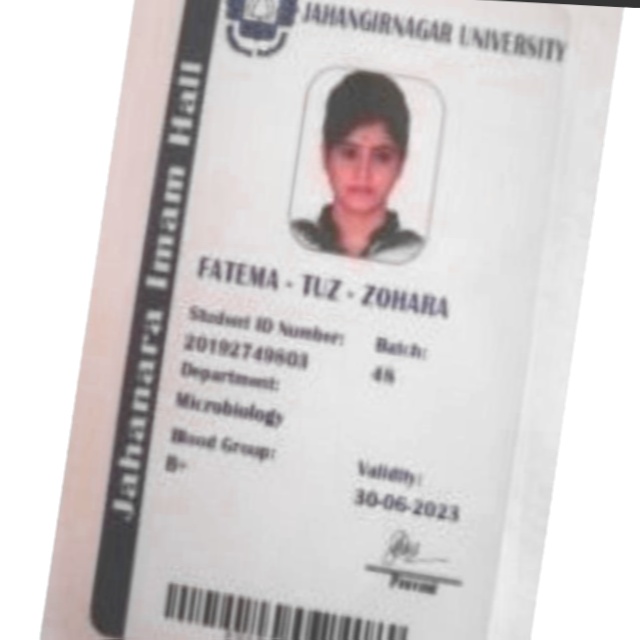 JAHANGIRNAGAR UNIVERSITY
Jahanara Imam Hall
FATEMA - TUZ - ZOHARA
Student ID Number:
20192749803
Batch:
48
Department:
Microbiology
Blood Group:
Validity:
30-06-2023
Provost